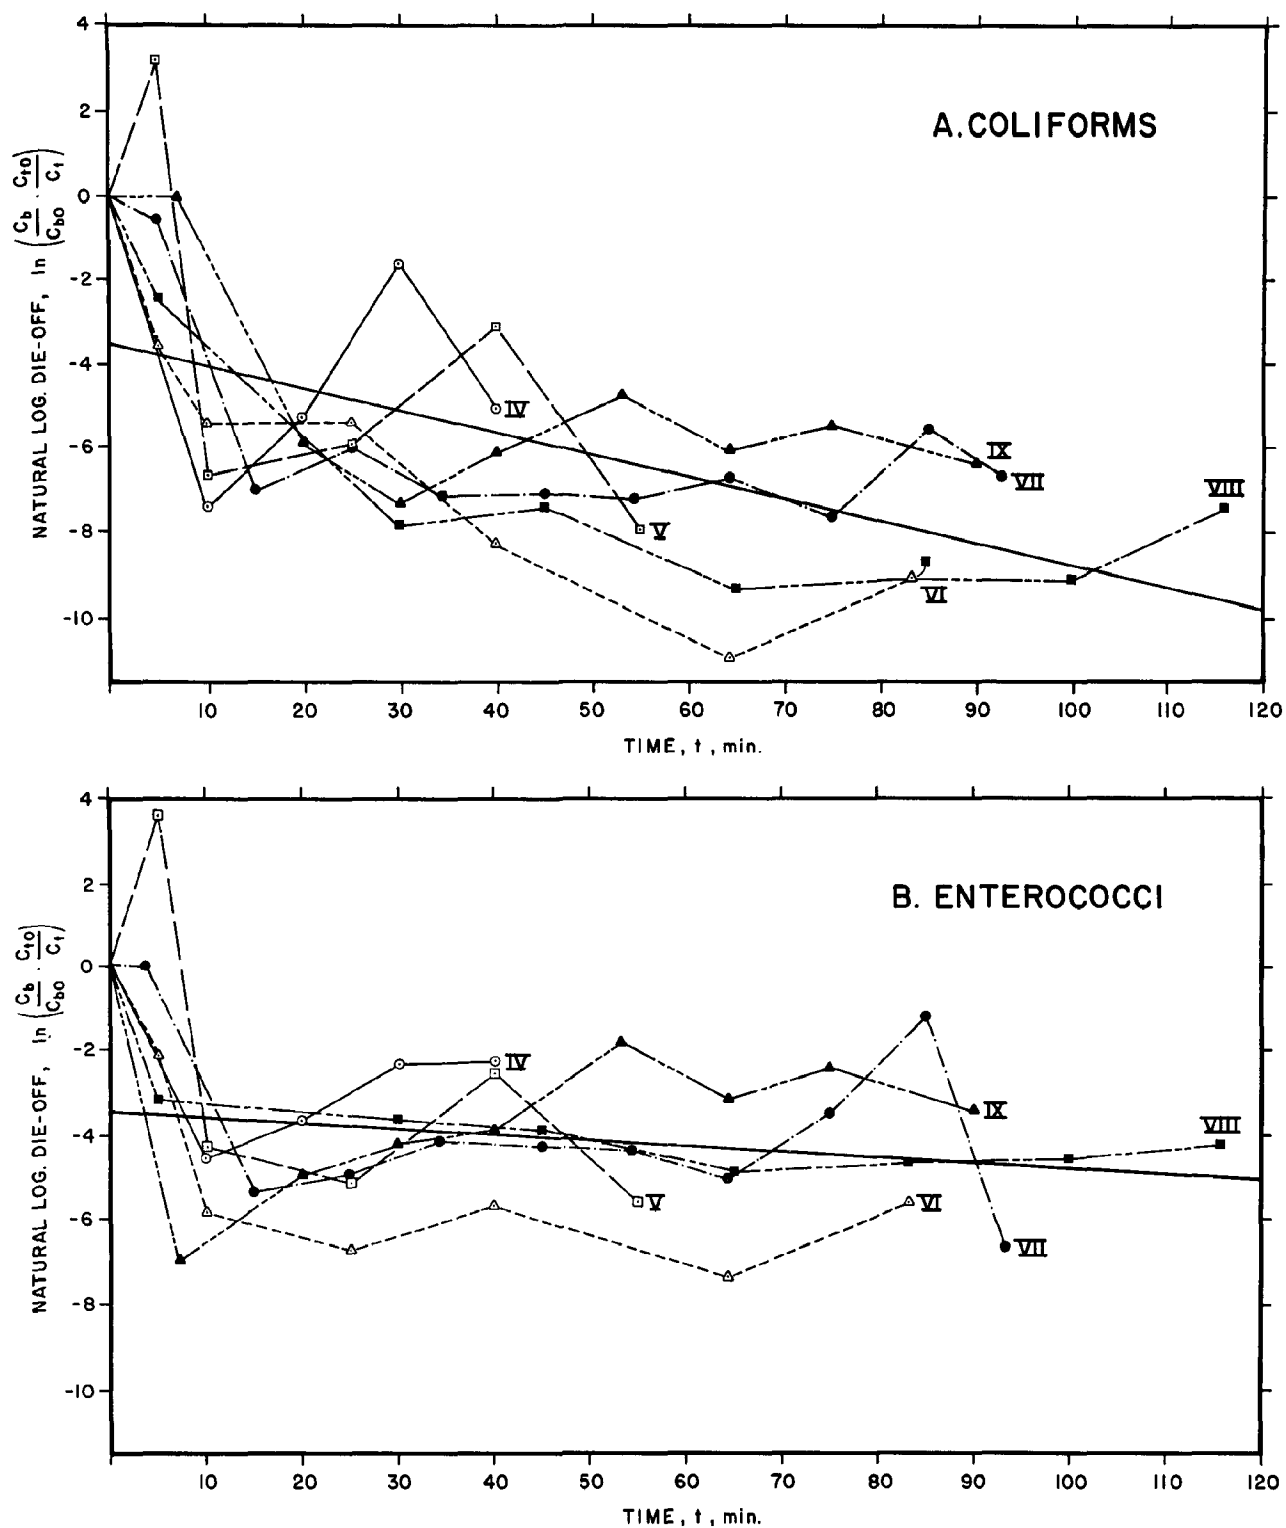 A. COLIFORMS
NATURAL LOG. DIE-OFF, ln (Cb/Cbo · Cto/Ct)
4
2
0
-2
-4
-6
-8
-10
IV
V
VI
IX
VII
VIII
10 20 30 40 50 60 70 80 90 100 110 120
TIME, t, min.
B. ENTEROCOCCI
NATURAL LOG. DIE-OFF, ln (Cb/Cbo · Cto/Ct)
4
2
0
-2
-4
-6
-8
-10
IV
V
VI
IX
VII
VIII
10 20 30 40 50 60 70 80 90 100 110 120
TIME, t, min.